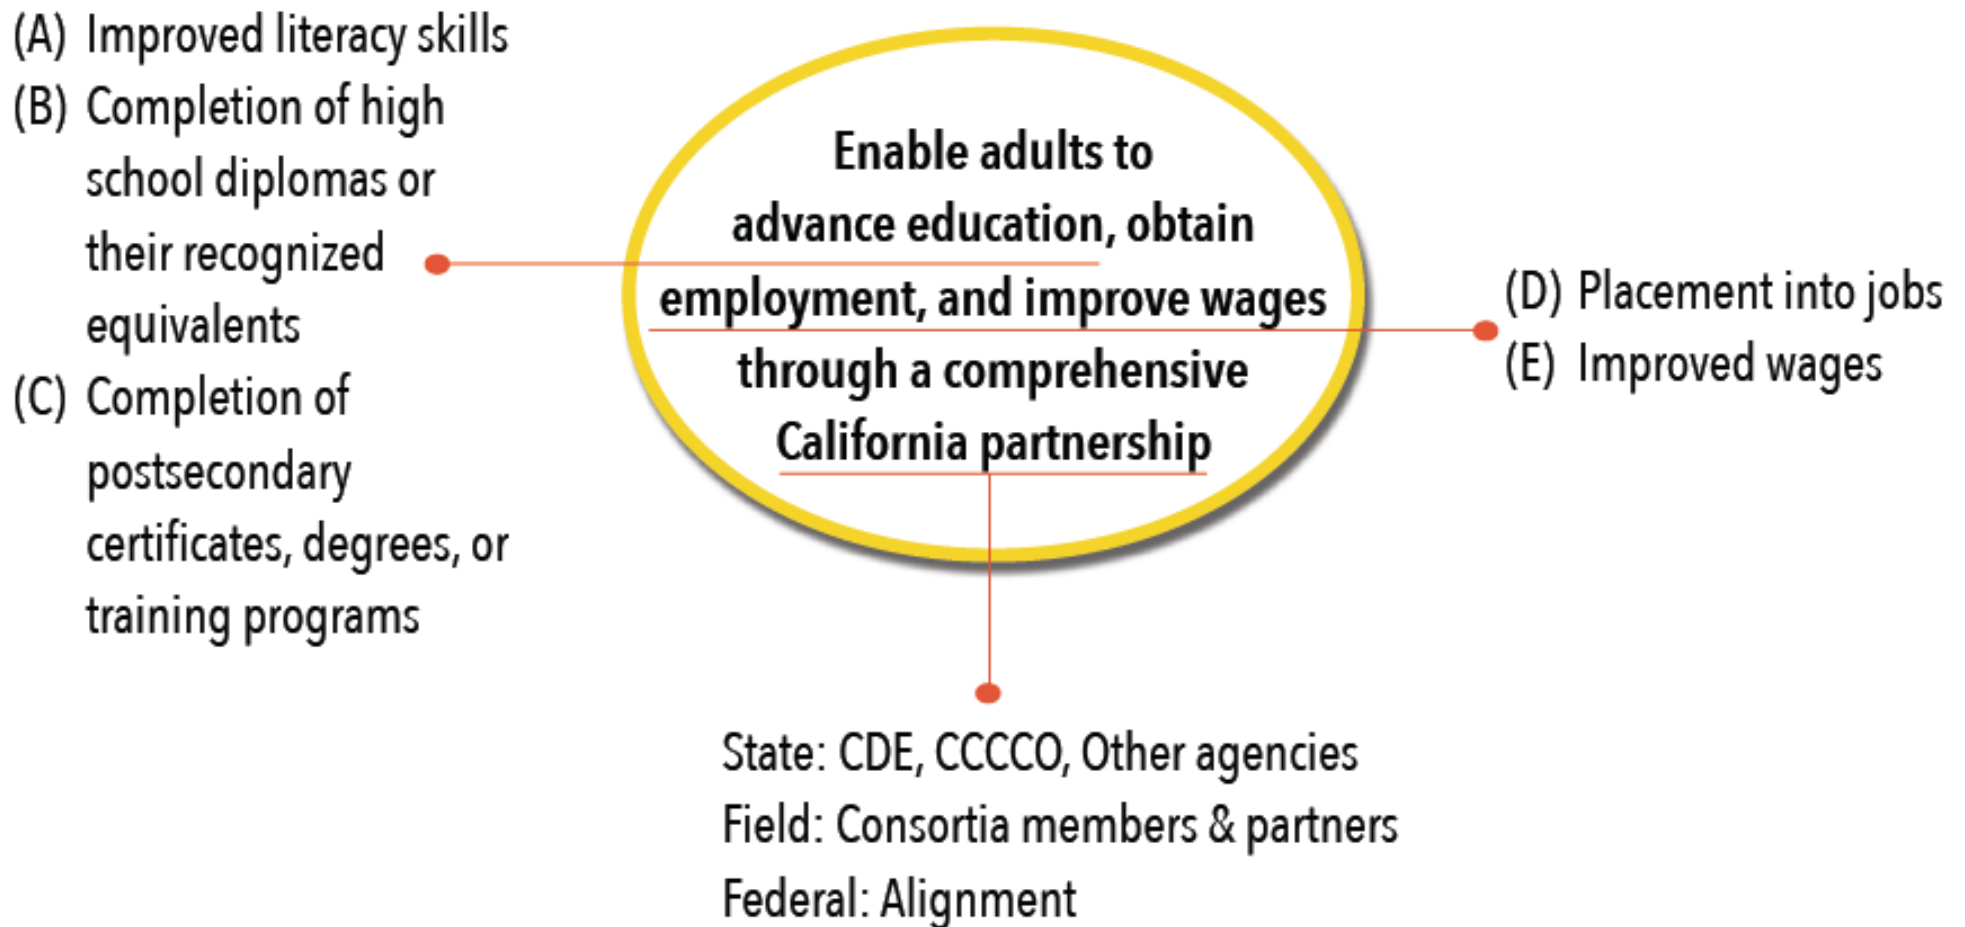 (A) Improved literacy skills
(B) Completion of high
school diplomas or
their recognized
equivalents
(C) Completion of
postsecondary
certificates, degrees, or
training programs
Enable adults to
advance education, obtain
employment, and improve wages
through a comprehensive
California partnership
(D) Placement into jobs
(E) Improved wages
State: CDE, CCCCO, Other agencies
Field: Consortia members & partners
Federal: Alignment